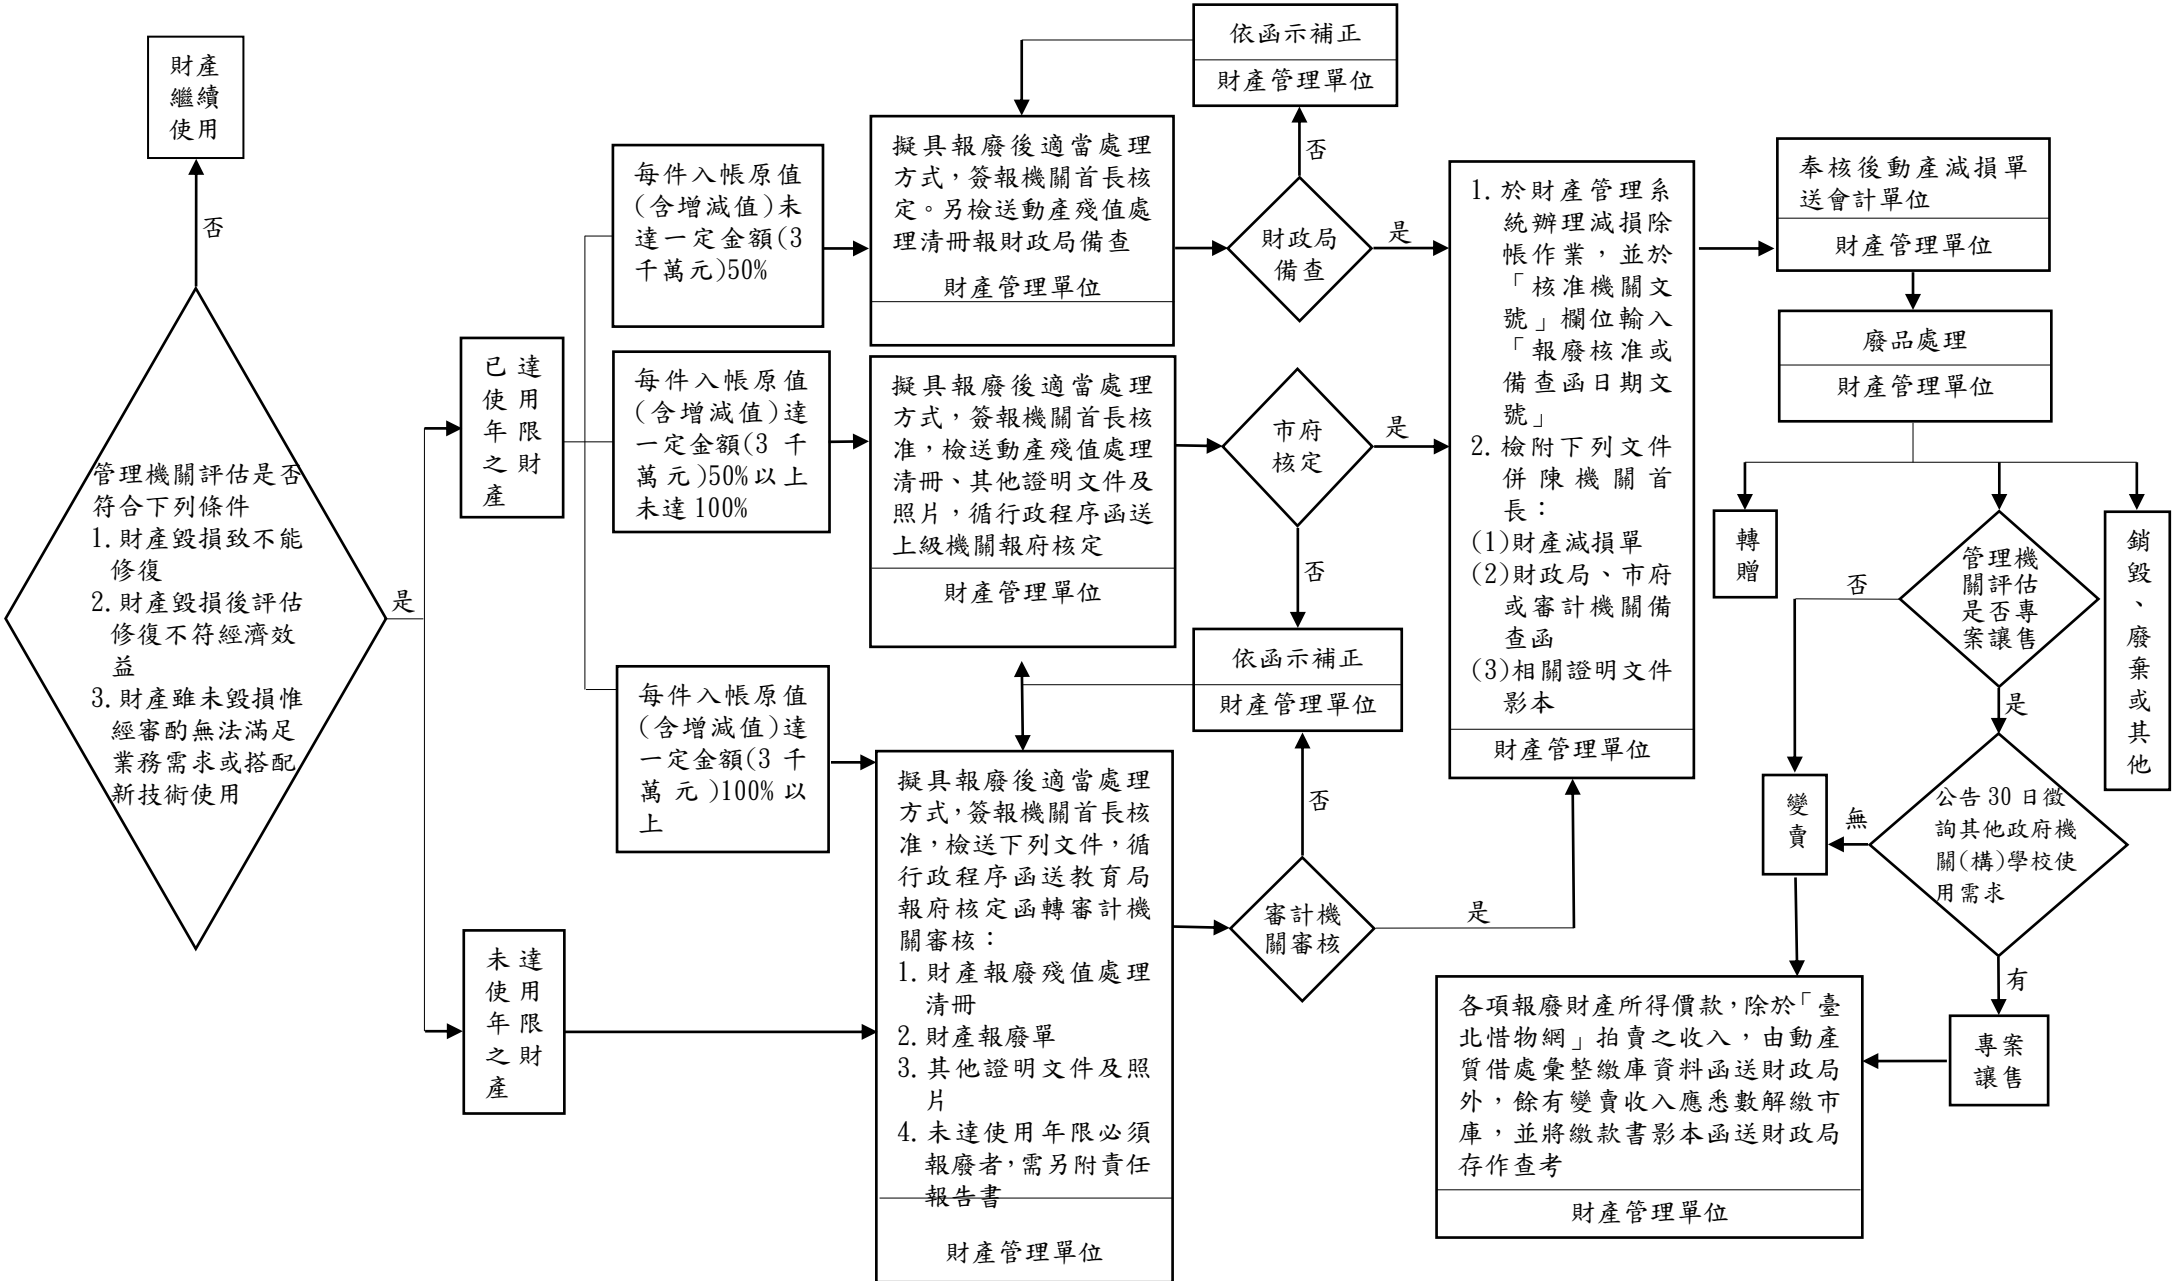 財產
繼續
使用
否
管理機關評估是否
符合下列條件
1.財產毀損致不能
修復
2.財產毀損後評估
修復不符經濟效
益
3.財產雖未毀損惟
經審酌無法滿足
業務需求或搭配
新技術使用
是
已達
使用
年限
之財
產
未達
使用
年限
之財
產
每件入帳原值
(含增減值)未
達一定金額(3
千萬元)50%
每件入帳原值
(含增減值)達
一定金額(3 千
萬元)50%以上
未達 100%
每件入帳原值
(含增減值)達
一定金額(3 千
萬元)100%以
上
擬具報廢後適當處理
方式，簽報機關首長核
定。另檢送動產殘值處
理清冊報財政局備查
財產管理單位
擬具報廢後適當處理
方式，簽報機關首長核
准，檢送動產殘值處理
清冊、其他證明文件及
照片，循行政程序函送
上級機關報府核定
財產管理單位
擬具報廢後適當處理
方式，簽報機關首長核
准，檢送下列文件，循
行政程序函送教育局
報府核定函轉審計機
關審核：
1.財產報廢殘值處理
清冊
2.財產報廢單
3.其他證明文件及照
片
4.未達使用年限必須
報廢者，需另附責任
報告書
財產管理單位
依函示補正
財產管理單位
否
財政局
備查
是
市府
核定
是
否
依函示補正
財產管理單位
否
審計機
關審核
是
1.於財產管理系
統辦理減損除
帳作業，並於
「核准機關文
號」欄位輸入
「報廢核准或
備查函日期文
號」
2.檢附下列文件
併陳機關首
長：
(1)財產減損單
(2)財政局、市府
或審計機關備
查函
(3)相關證明文件
影本
財產管理單位
奉核後動產減損單
送會計單位
財產管理單位
廢品處理
財產管理單位
轉
贈
管理機
關評估
是否專
案讓售
否
是
銷
毀
、
廢
棄
或
其
他
變
賣
無
公告 30 日徵
詢其他政府機
關(構)學校使
用需求
有
專案
讓售
各項報廢財產所得價款，除於「臺
北惜物網」拍賣之收入，由動產
質借處彙整繳庫資料函送財政局
外，餘有變賣收入應悉數解繳市
庫，並將繳款書影本函送財政局
存作查考
財產管理單位